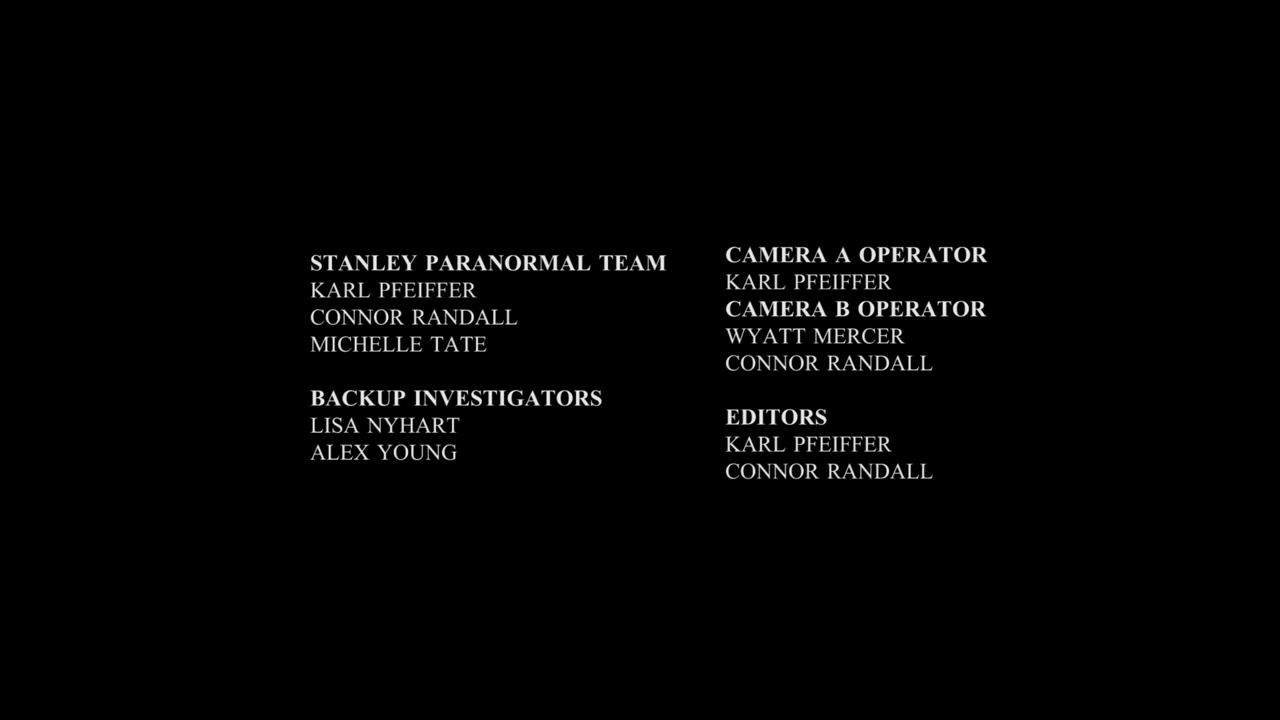 STANLEY PARANORMAL TEAM
KARL PFEIFFER
CONNOR RANDALL
MICHELLE TATE
BACKUP INVESTIGATORS
LISA NYHART
ALEX YOUNG
CAMERA A OPERATOR
KARL PFEIFFER
CAMERA B OPERATOR
WYATT MERCER
CONNOR RANDALL
EDITORS
KARL PFEIFFER
CONNOR RANDALL